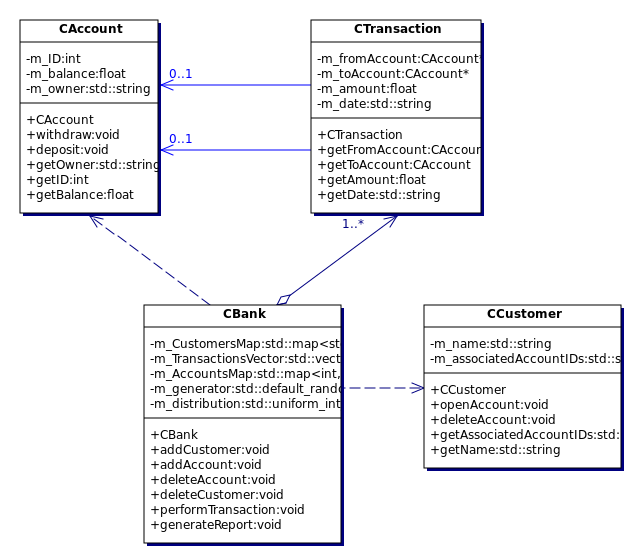 CAccount
-m_ID:int
-m_balance:float
-m_owner:std::string
+CAccount
+withdraw:void
+deposit:void
+getOwner:std::string
+getID:int
+getBalance:float
0..1
0..1
CTransaction
-m_fromAccount:CAccount*
-m_toAccount:CAccount*
-m_amount:float
-m_date:std::string
+CTransaction
+getFromAccount:CAccour
+getToAccount:CAccount
+getAmount:float
+getDate:std::string
1..*
CBank
-m_CustomersMap:std::map<st
-m_TransactionsVector:std::vect
-m_AccountsMap:std::map<int,
-m_generator:std::default_rando
-m_distribution:std::uniform_int
+CBank
+addCustomer:void
+addAccount:void
+deleteAccount:void
+deleteCustomer:void
+performTransaction:void
+generateReport:void
CCustomer
-m_name:std::string
-m_associatedAccountIDs:std::s
+CCustomer
+openAccount:void
+deleteAccount:void
+getAssociatedAccountIDs:std:
+getName:std::string